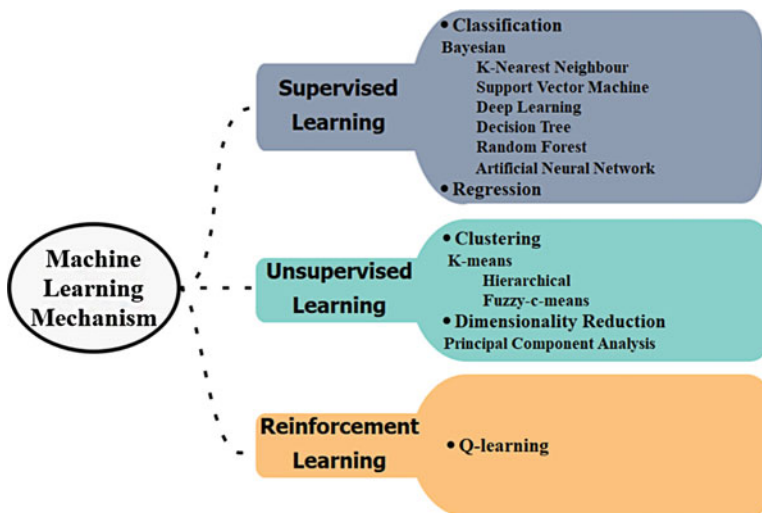 Machine
Learning
Mechanism
Supervised
Learning
• Classification
Bayesian
K-Nearest Neighbour
Support Vector Machine
Deep Learning
Decision Tree
Random Forest
Artificial Neural Network
• Regression
Unsupervised
Learning
• Clustering
K-means
Hierarchical
Fuzzy-c-means
• Dimensionality Reduction
Principal Component Analysis
Reinforcement
Learning
• Q-learning